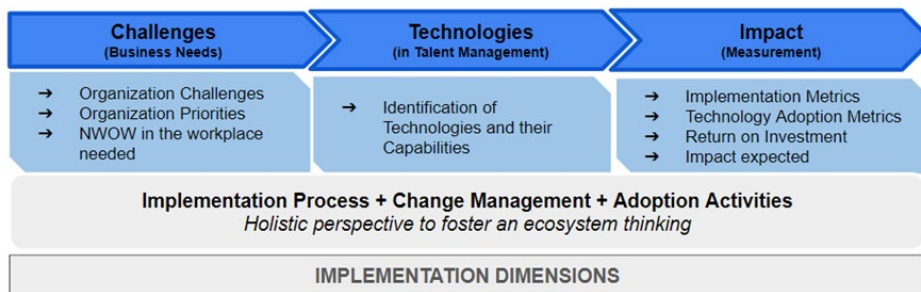 Challenges
(Business Needs)
Technologies
(in Talent Management)
Impact
(Measurement)
➔ Organization Challenges
➔ Organization Priorities
➔ NWOW in the workplace
needed
➔ Identification of
Technologies and their
Capabilities
➔ Implementation Metrics
➔ Technology Adoption Metrics
➔ Return on Investment
➔ Impact expected
Implementation Process + Change Management + Adoption Activities
Holistic perspective to foster an ecosystem thinking
IMPLEMENTATION DIMENSIONS